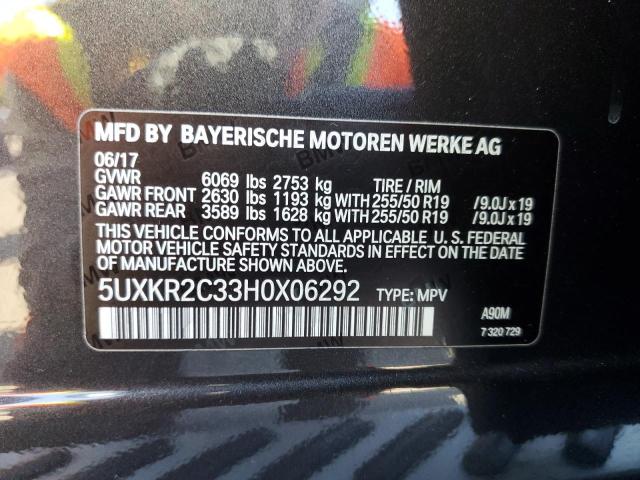 MFD BY BAYERISCHE MOTOREN WERKE AG
06/17
GVWR 6069 lbs 2753 kg TIRE / RIM
GAWR FRONT 2630 lbs 1193 kg WITH 255/50 R19 /9.0J x 19
GAWR REAR 3589 lbs 1628 kg WITH 255/50 R19 /9.0J x 19
THIS VEHICLE CONFORMS TO ALL APPLICABLE U. S. FEDERAL
MOTOR VEHICLE SAFETY STANDARDS IN EFFECT ON THE DATE
OF MANUFACTURE SHOWN ABOVE.
5UXKR2C33H0X06292 TYPE: MPV
A90M
7 320 729